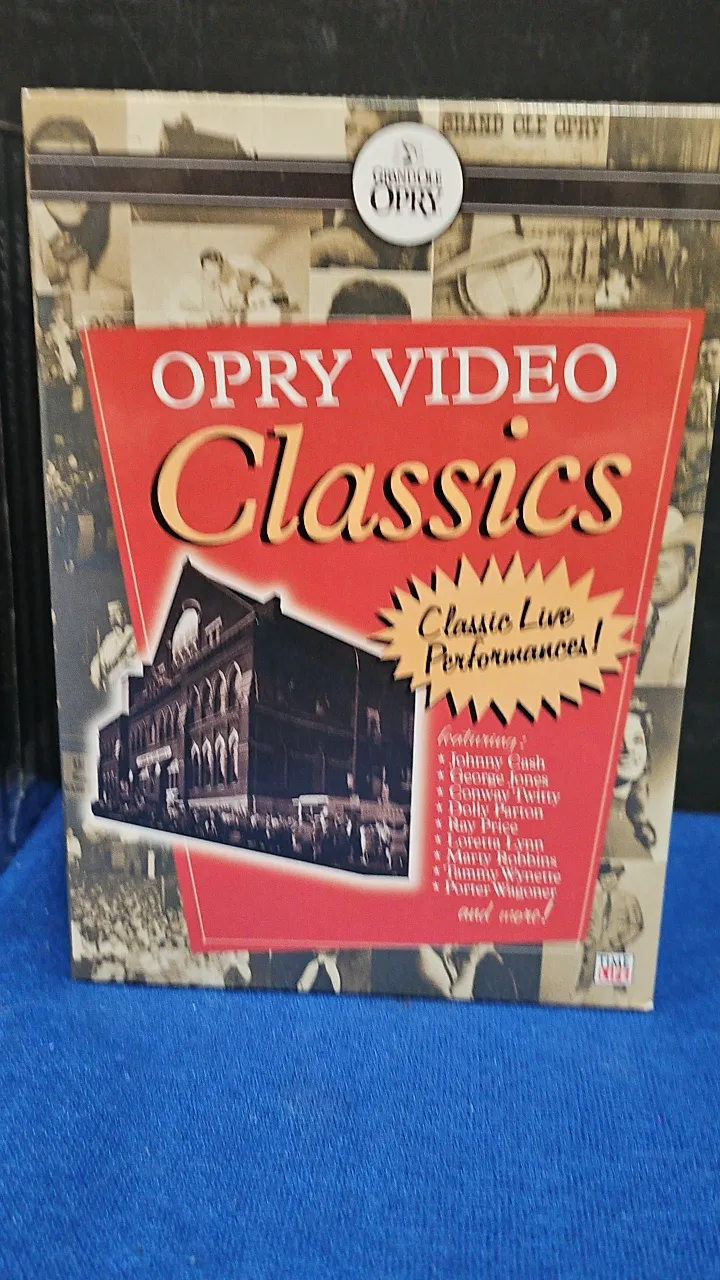 GRAND OLE OPRY
GRAND OLE
OPRY
OPRY VIDEO
Classics
Classic Live
Performances!
featuring:
★ Johnny Cash
★ George Jones
★ Conway Twitty
★ Dolly Parton
★ Ray Price
★ Loretta Lynn
★ Marty Robbins
★ Tammy Wynette
★ Porter Wagoner
and more!
TIME
LIFE